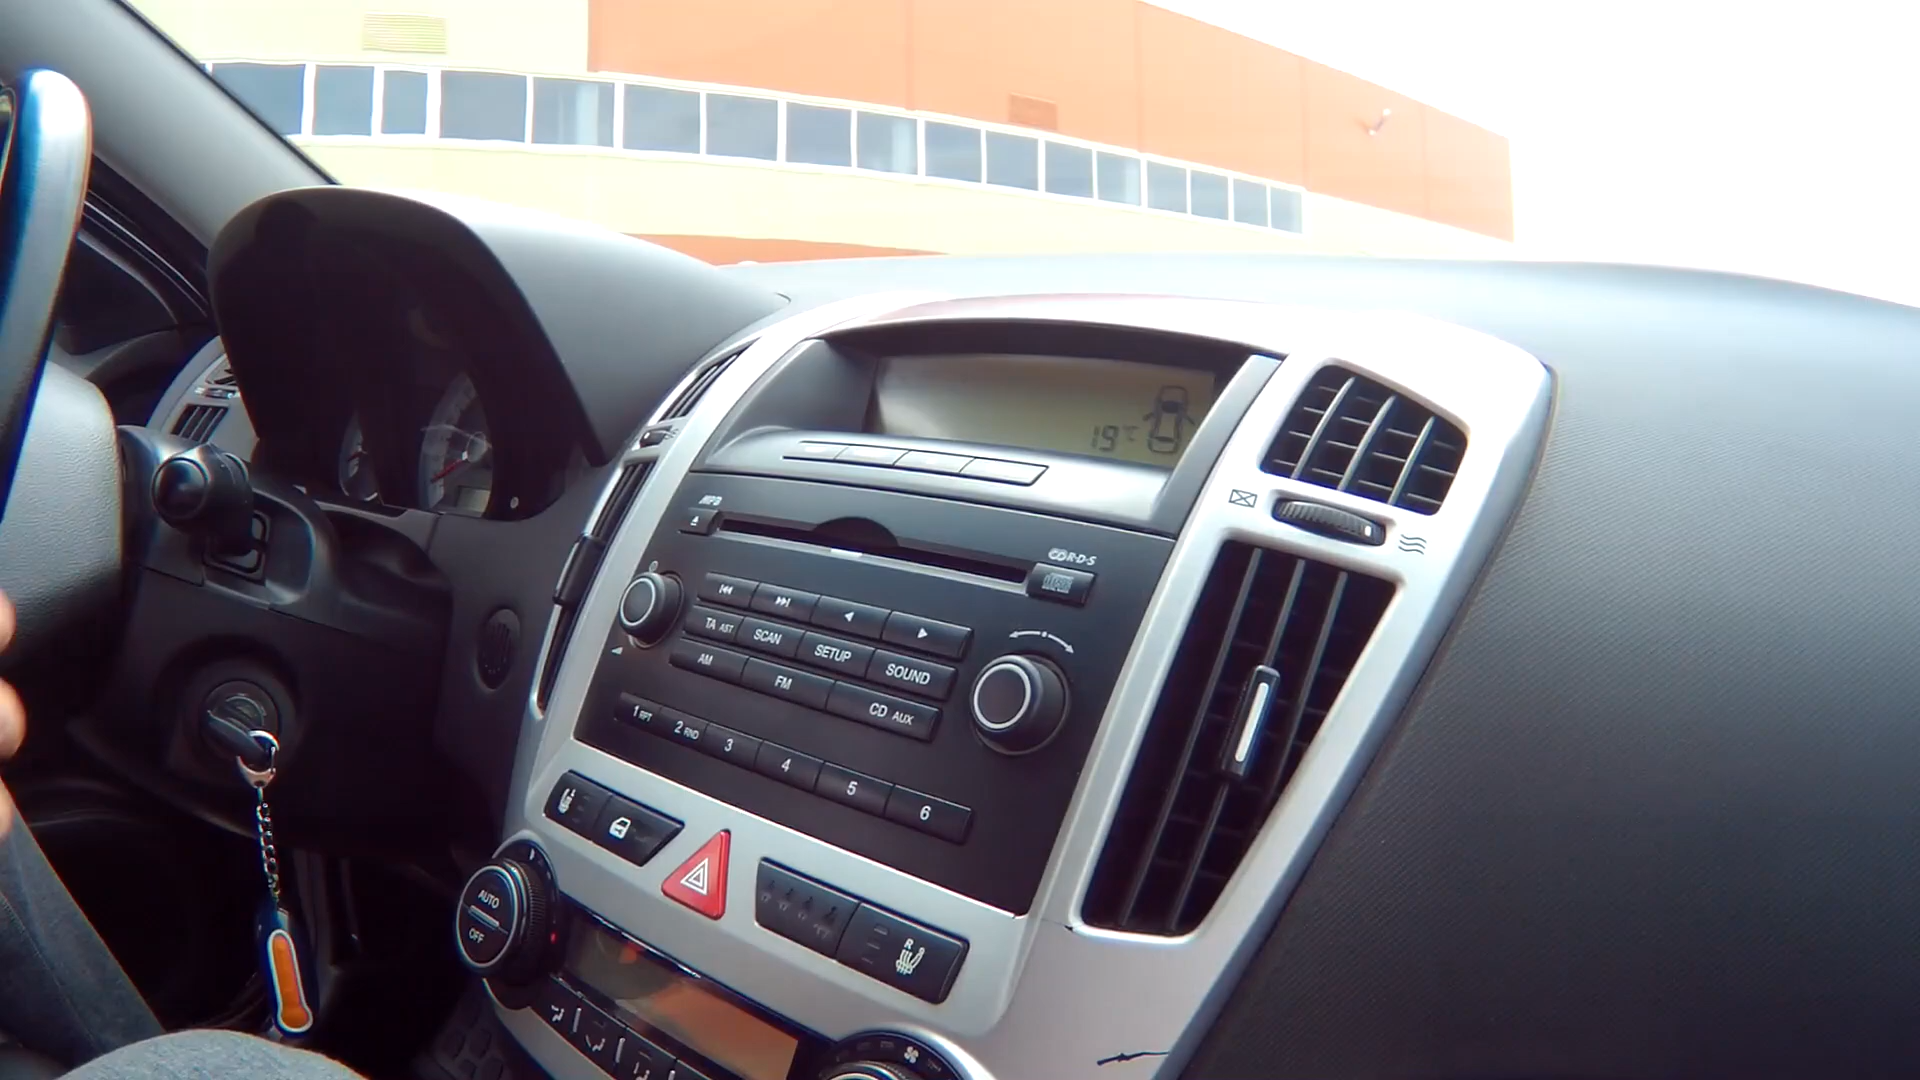 19°C
MP3
CD R·D·S
TA AST
SCAN
SETUP
SOUND
AM
FM
CD AUX
1 RPT
2 RND
3
4
5
6
AUTO
OFF
R